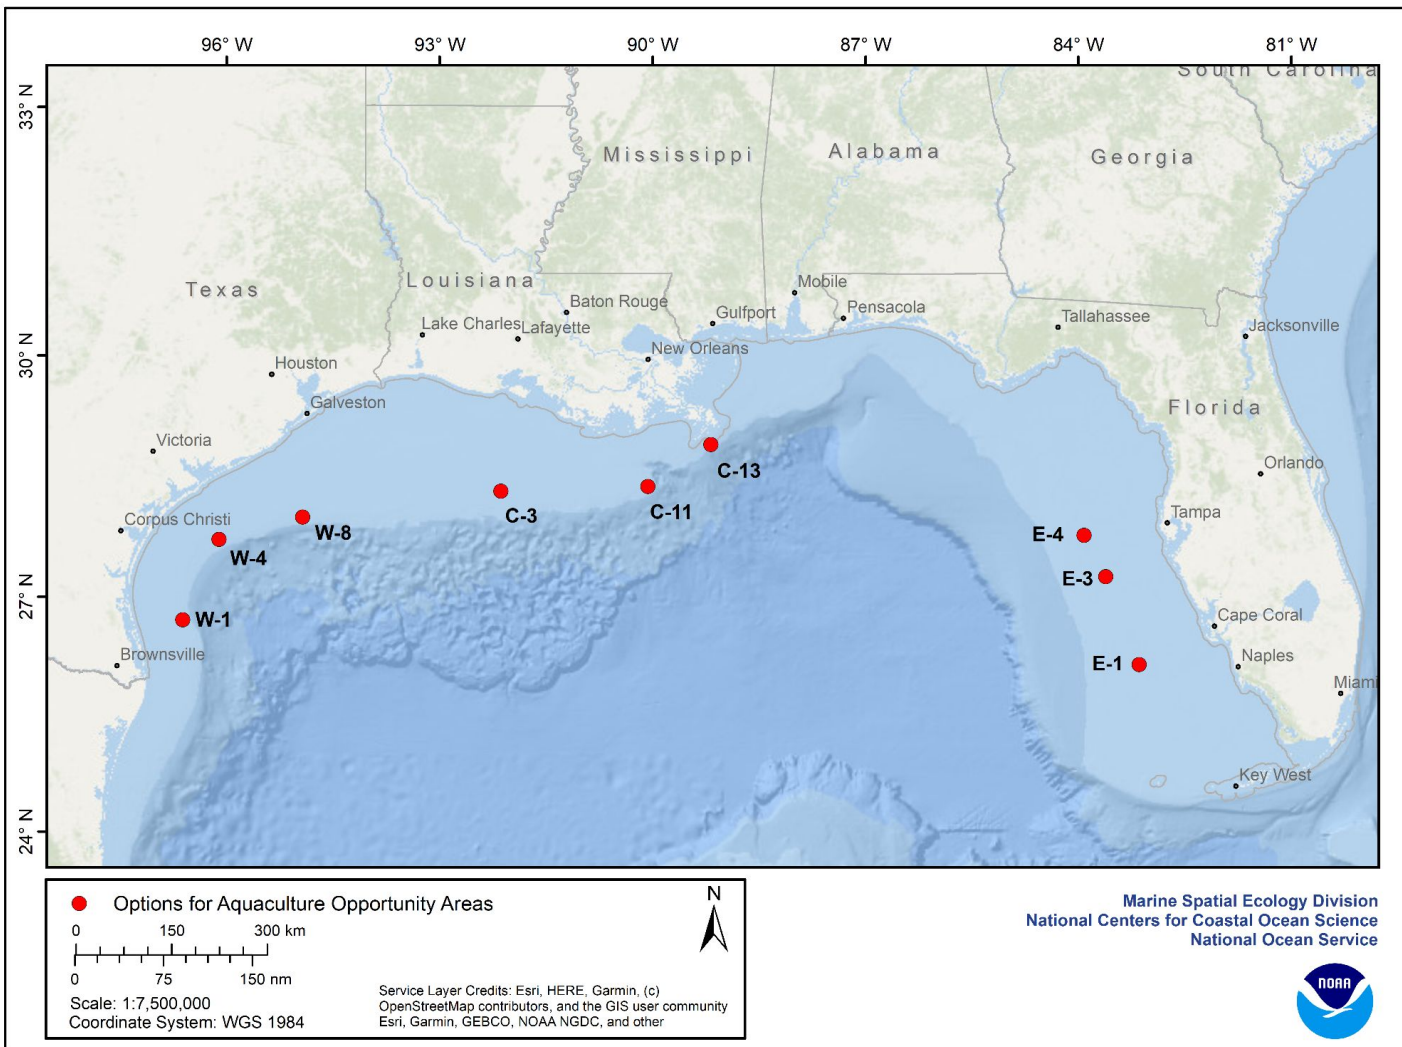 96° W 93° W 90° W 87° W 84° W 81° W
33° N
30° N
27° N
24° N
South Carolina
Mississippi
Alabama
Georgia
Texas
Louisiana
Florida
Mobile
Baton Rouge
Pensacola
Gulfport
Tallahassee
Lake Charles
Lafayette
Jacksonville
New Orleans
Houston
Galveston
Victoria
Orlando
Corpus Christi
Tampa
Cape Coral
Brownsville
Naples
Miami
Key West
C-13
C-3
C-11
W-8
W-4
W-1
E-4
E-3
E-1
Options for Aquaculture Opportunity Areas
0 150 300 km
0 75 150 nm
Scale: 1:7,500,000
Coordinate System: WGS 1984
N
Service Layer Credits: Esri, HERE, Garmin, (c)
OpenStreetMap contributors, and the GIS user community
Esri, Garmin, GEBCO, NOAA NGDC, and other
Marine Spatial Ecology Division
National Centers for Coastal Ocean Science
National Ocean Service
NOAA